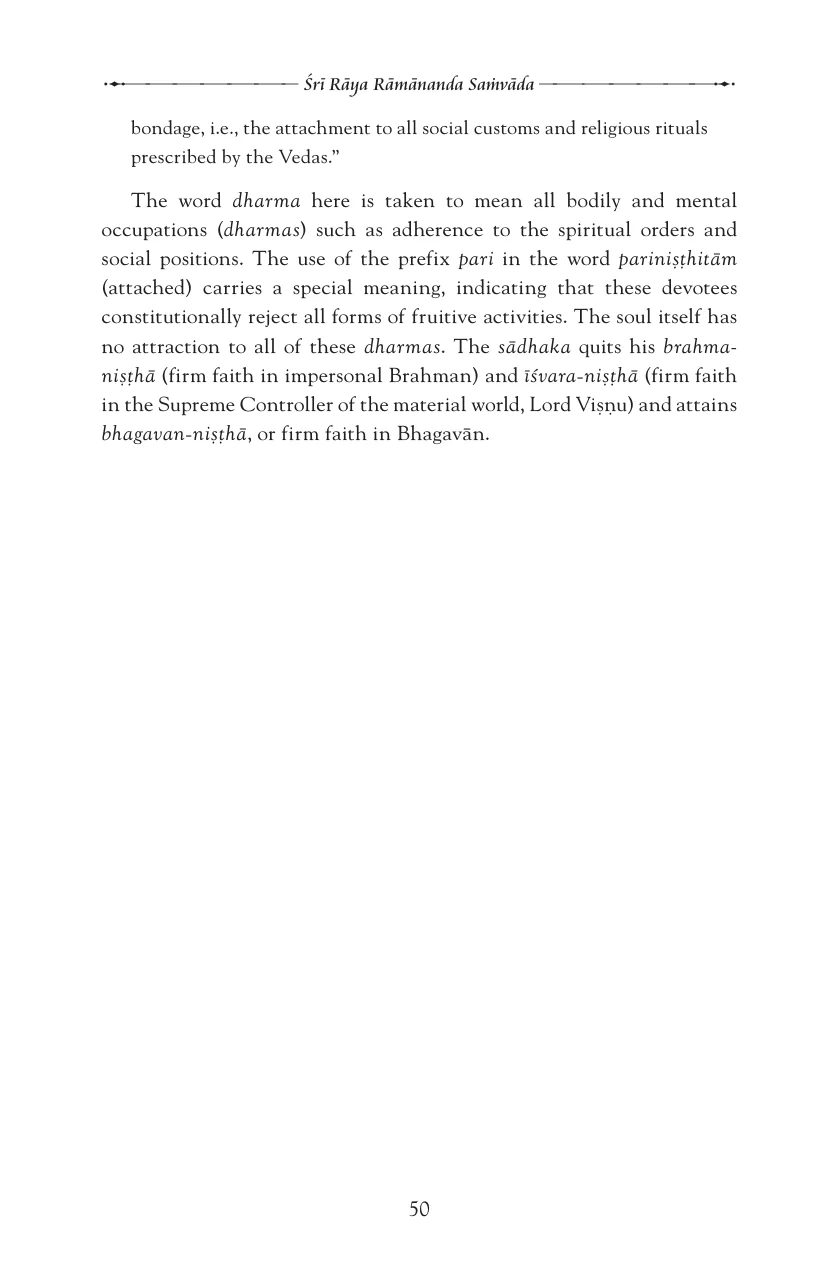 Śrī Rāya Rāmānanda Saṁvāda
bondage, i.e., the attachment to all social customs and religious rituals
prescribed by the Vedas.”
The word dharma here is taken to mean all bodily and mental
occupations (dharmas) such as adherence to the spiritual orders and
social positions. The use of the prefix pari in the word pariniṣṭhitām
(attached) carries a special meaning, indicating that these devotees
constitutionally reject all forms of fruitive activities. The soul itself has
no attraction to all of these dharmas. The sādhaka quits his brahma-
niṣṭhā (firm faith in impersonal Brahman) and īśvara-niṣṭhā (firm faith
in the Supreme Controller of the material world, Lord Viṣṇu) and attains
bhagavan-niṣṭhā, or firm faith in Bhagavān.
50